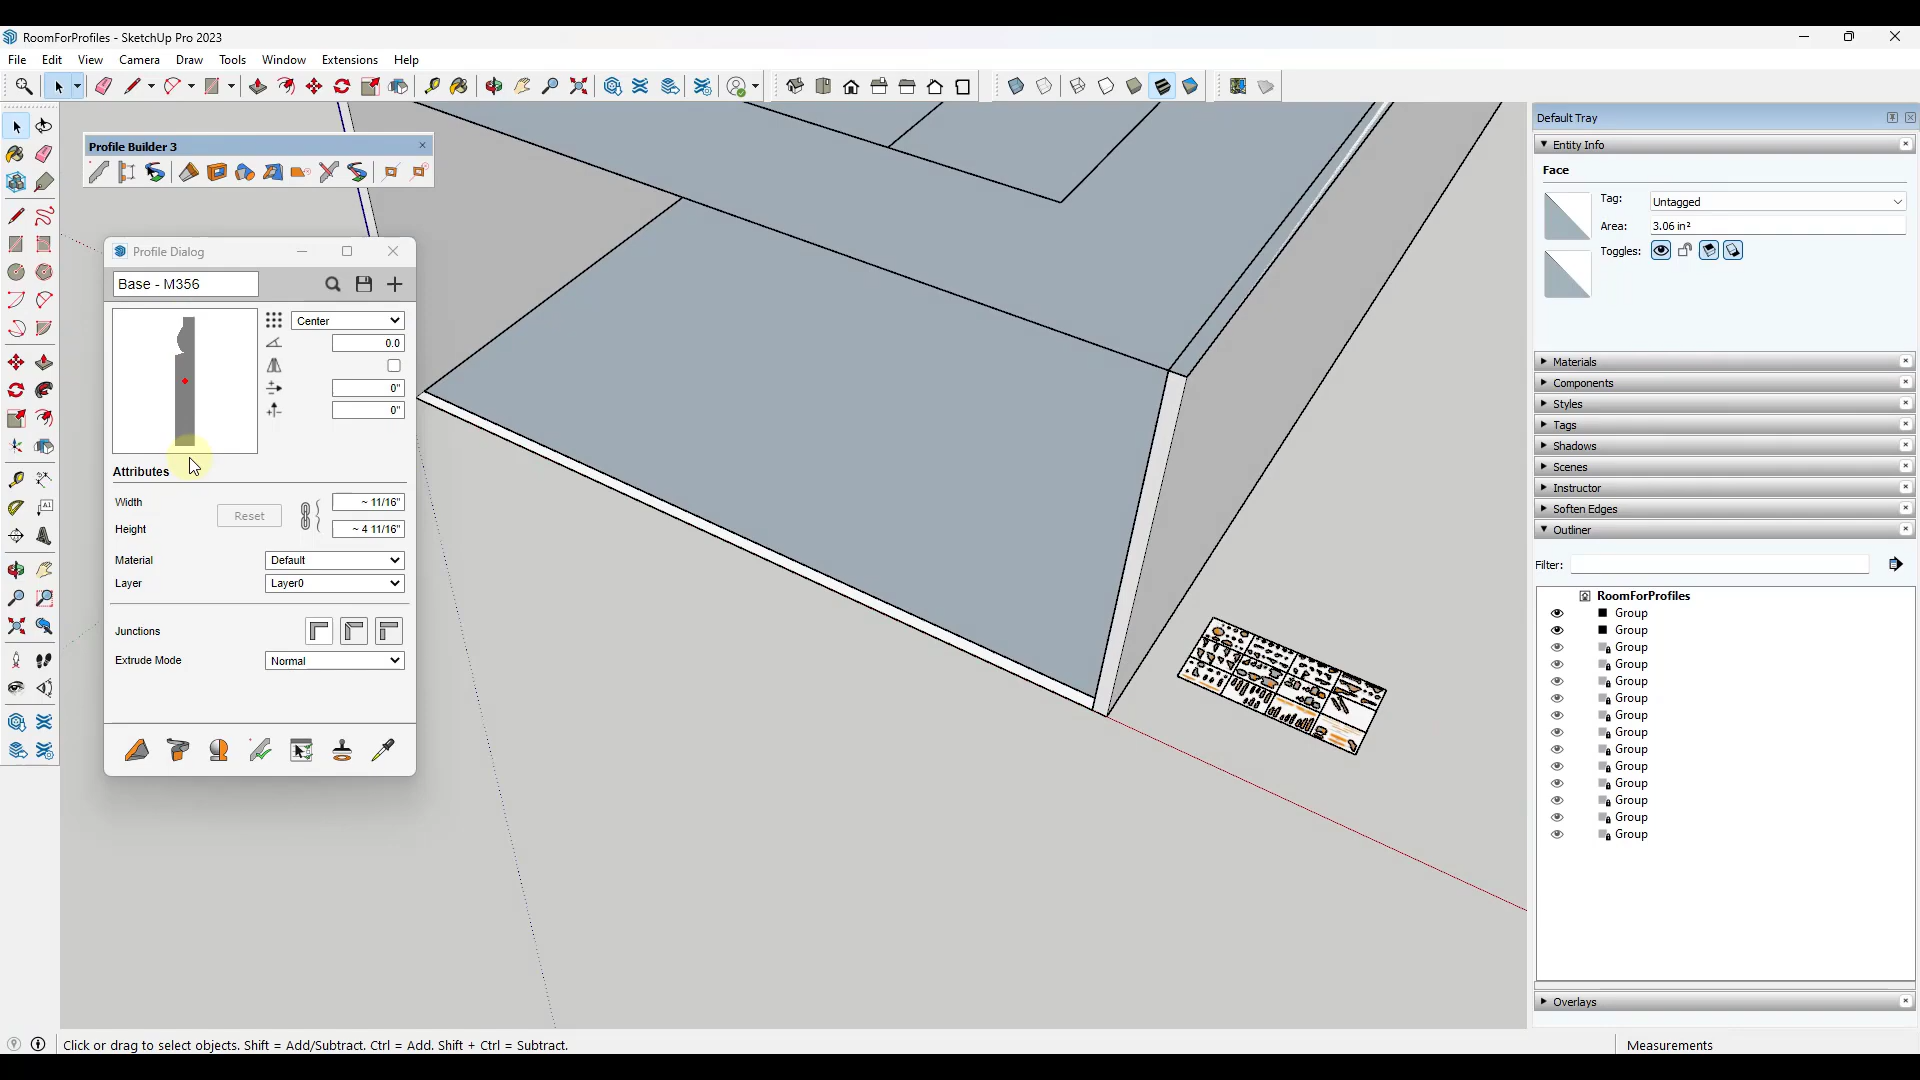 RoomForProfiles - SketchUp Pro 2023
File Edit View Camera Draw Tools Window Extensions Help
Profile Builder 3
Profile Dialog
Base - M356
Center
0.0
0"
0"
Attributes
Width ~ 11/16"
Reset
Height ~ 4 11/16"
Material Default
Layer Layer0
Junctions
Extrude Mode Normal
Default Tray
Entity Info
Face
Tag: Untagged
Area: 3.06 in²
Toggles:
Materials
Components
Styles
Tags
Shadows
Scenes
Instructor
Soften Edges
Outliner
Filter:
RoomForProfiles
Group
Group
Group
Group
Group
Group
Group
Group
Group
Group
Group
Group
Group
Group
Overlays
Click or drag to select objects. Shift = Add/Subtract. Ctrl = Add. Shift + Ctrl = Subtract.
Measurements